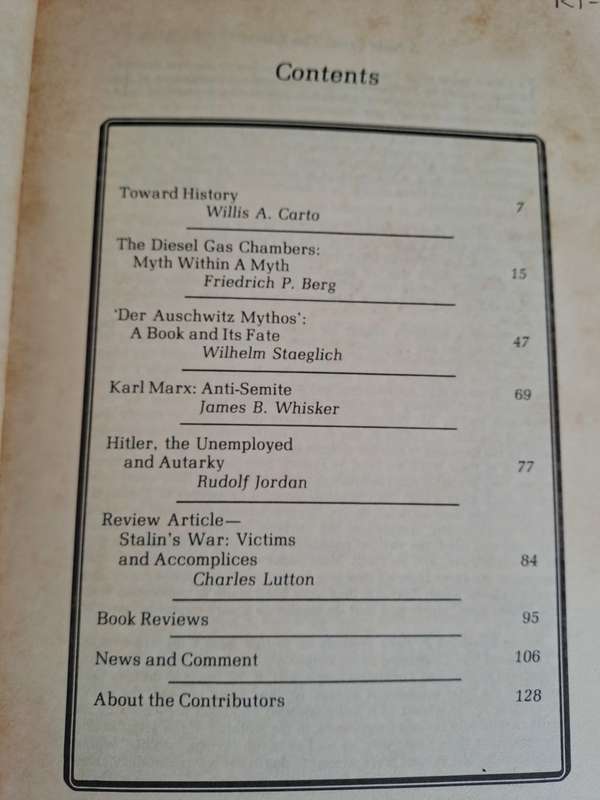 Contents
Toward History
Willis A. Carto 7
The Diesel Gas Chambers:
Myth Within A Myth 15
Friedrich P. Berg
'Der Auschwitz Mythos':
A Book and Its Fate 47
Wilhelm Staeglich
Karl Marx: Anti-Semite 69
James B. Whisker
Hitler, the Unemployed
and Autarky 77
Rudolf Jordan
Review Article—
Stalin's War: Victims
and Accomplices 84
Charles Lutton
Book Reviews 95
News and Comment 106
About the Contributors 128